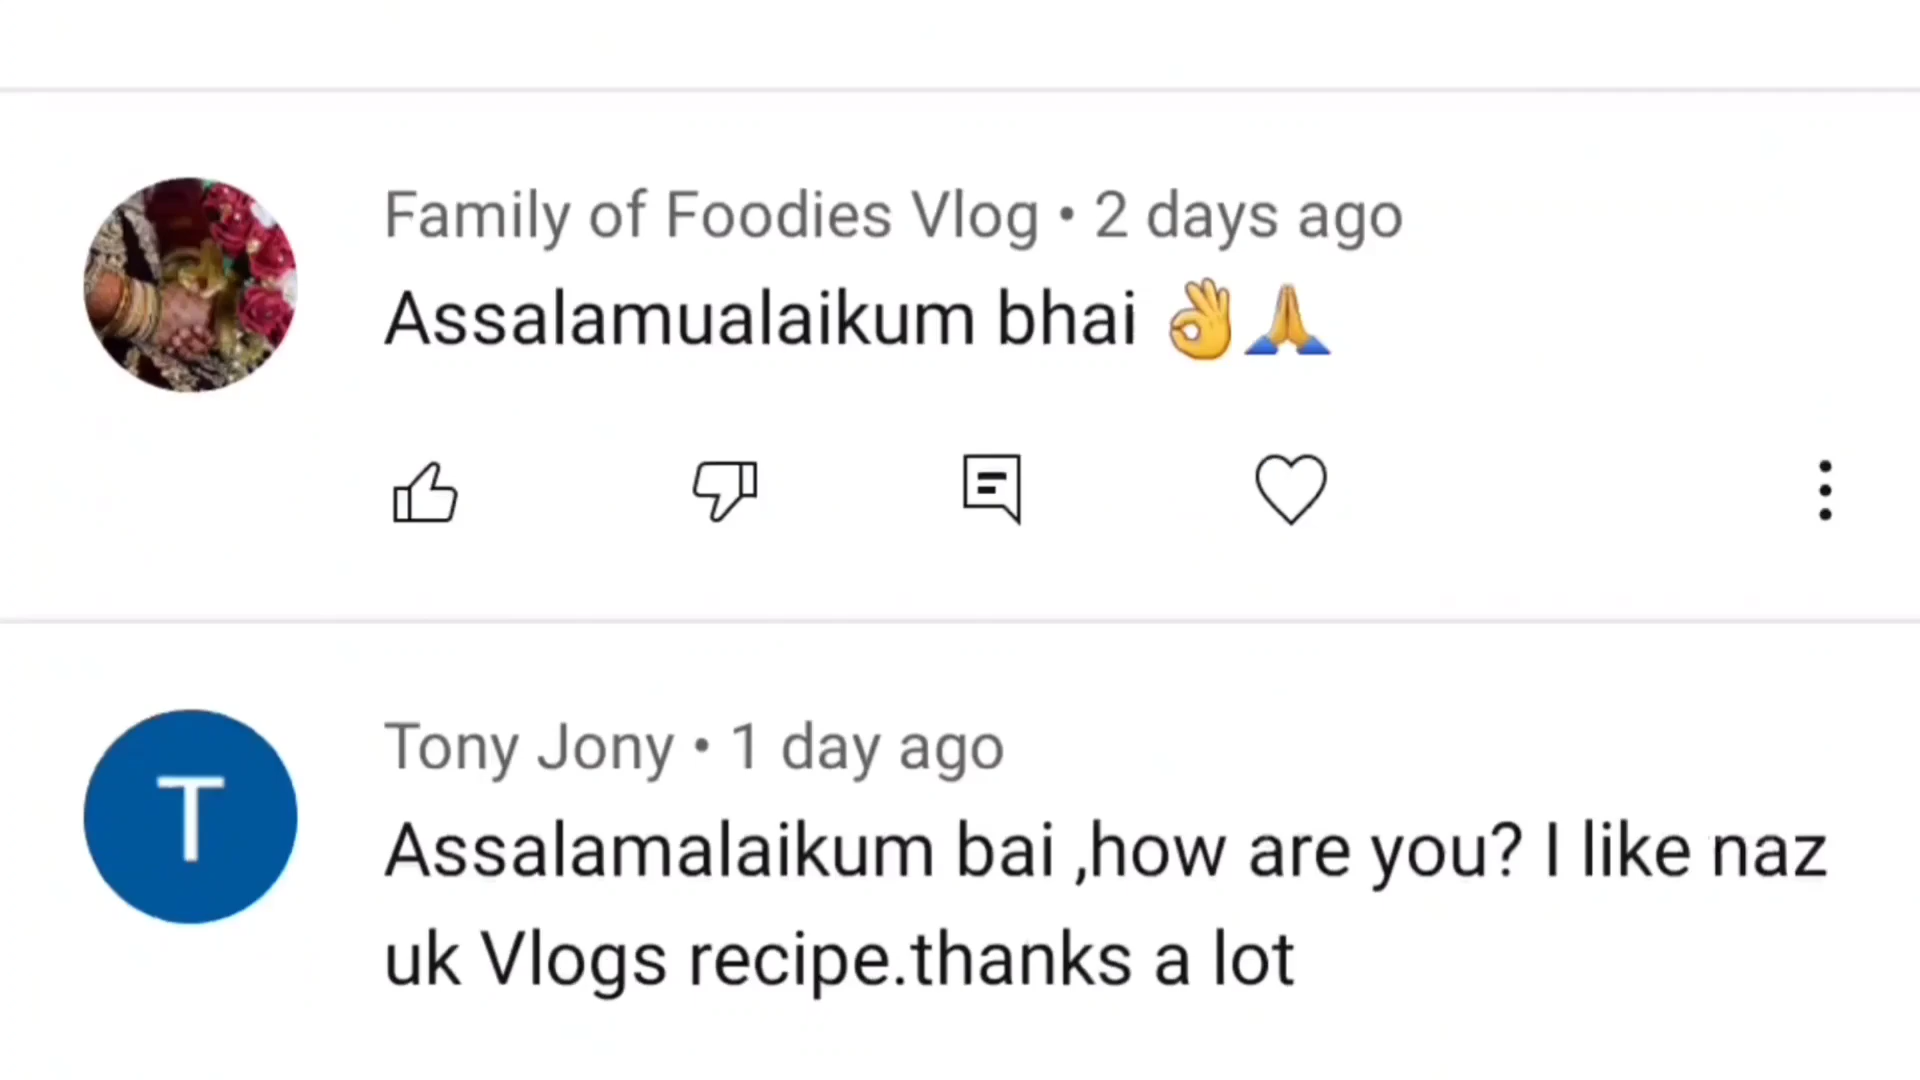 Family of Foodies Vlog • 2 days ago
Assalamualaikum bhai 👌🙏
T
Tony Jony • 1 day ago
Assalamalaikum bai ,how are you? I like naz
uk Vlogs recipe.thanks a lot